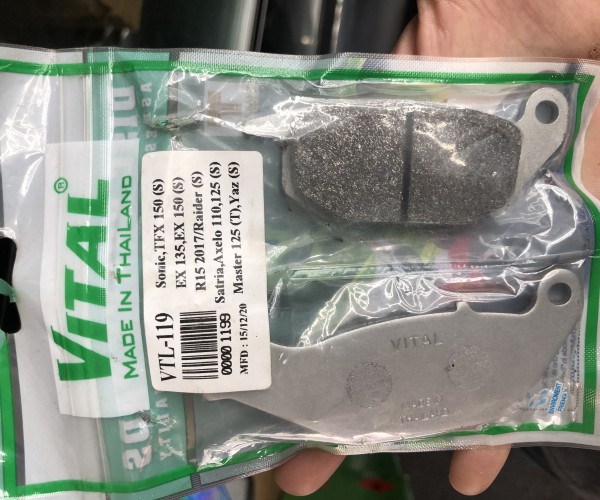 VITAL®
MADE IN THAILAND
Sonic,TFX 150 (S)
EX 135,EX 150 (S)
R15 2017/Raider (S)
Satria,Axelo 110,125 (S)
Master 125 (T),Yaz (S)
VTL-119
00000 1199
MFD : 15/12/20
VITAL